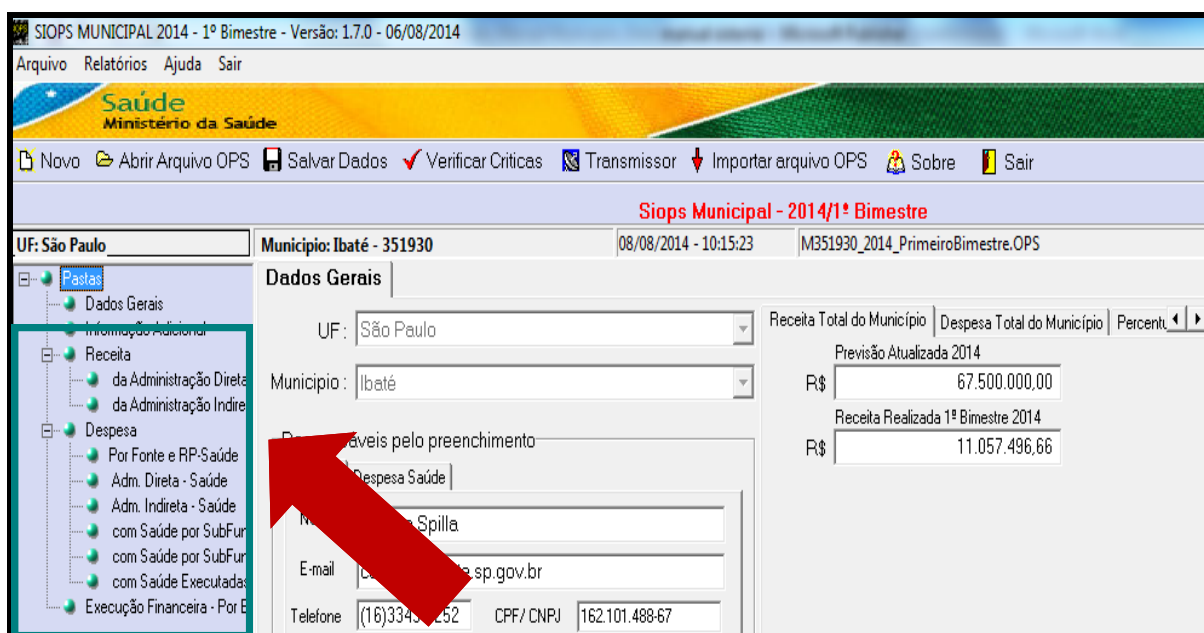 SIOPS MUNICIPAL 2014 - 1º Bimestre - Versão: 1.7.0 - 06/08/2014
Arquivo Relatórios Ajuda Sair
Saúde
Ministério da Saúde
Novo Abrir Arquivo OPS Salvar Dados Verificar Criticas Transmissor Importar arquivo OPS Sobre Sair
Siops Municipal - 2014/1º Bimestre
UF: São Paulo Municipio: Ibaté - 351930 08/08/2014 - 10:15:23 M351930_2014_PrimeiroBimestre.OPS
Pastas
Dados Gerais
Informação Adicional
Receita
da Administração Direta
da Administração Indire
Despesa
Por Fonte e RP-Saúde
Adm. Direta - Saúde
Adm. Indireta - Saúde
com Saúde por SubFun
com Saúde por SubFun
com Saúde Executadas
Execução Financeira - Por E
Dados Gerais
UF: São Paulo
Municipio: Ibaté
pelo preenchimento
Despesa Saúde
Spilla
E-mail .sp.gov.br
Telefone CPF/ CNPJ 162.101.488-67
Receita Total do Município Despesa Total do Município Percentu
Previsão Atualizada 2014
R$ 67.500.000,00
Receita Realizada 1º Bimestre 2014
R$ 11.057.496,66